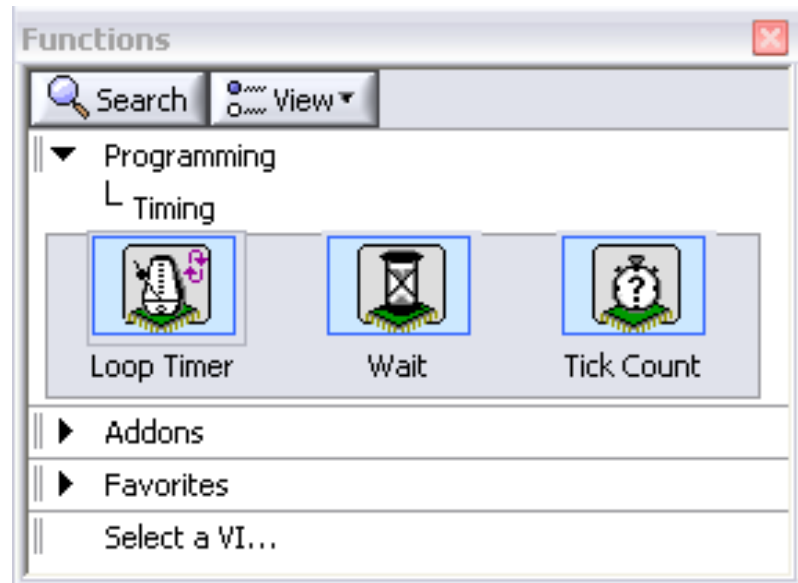 Functions
Search View
Programming
Timing
?
Loop Timer Wait Tick Count
Addons
Favorites
Select a VI...